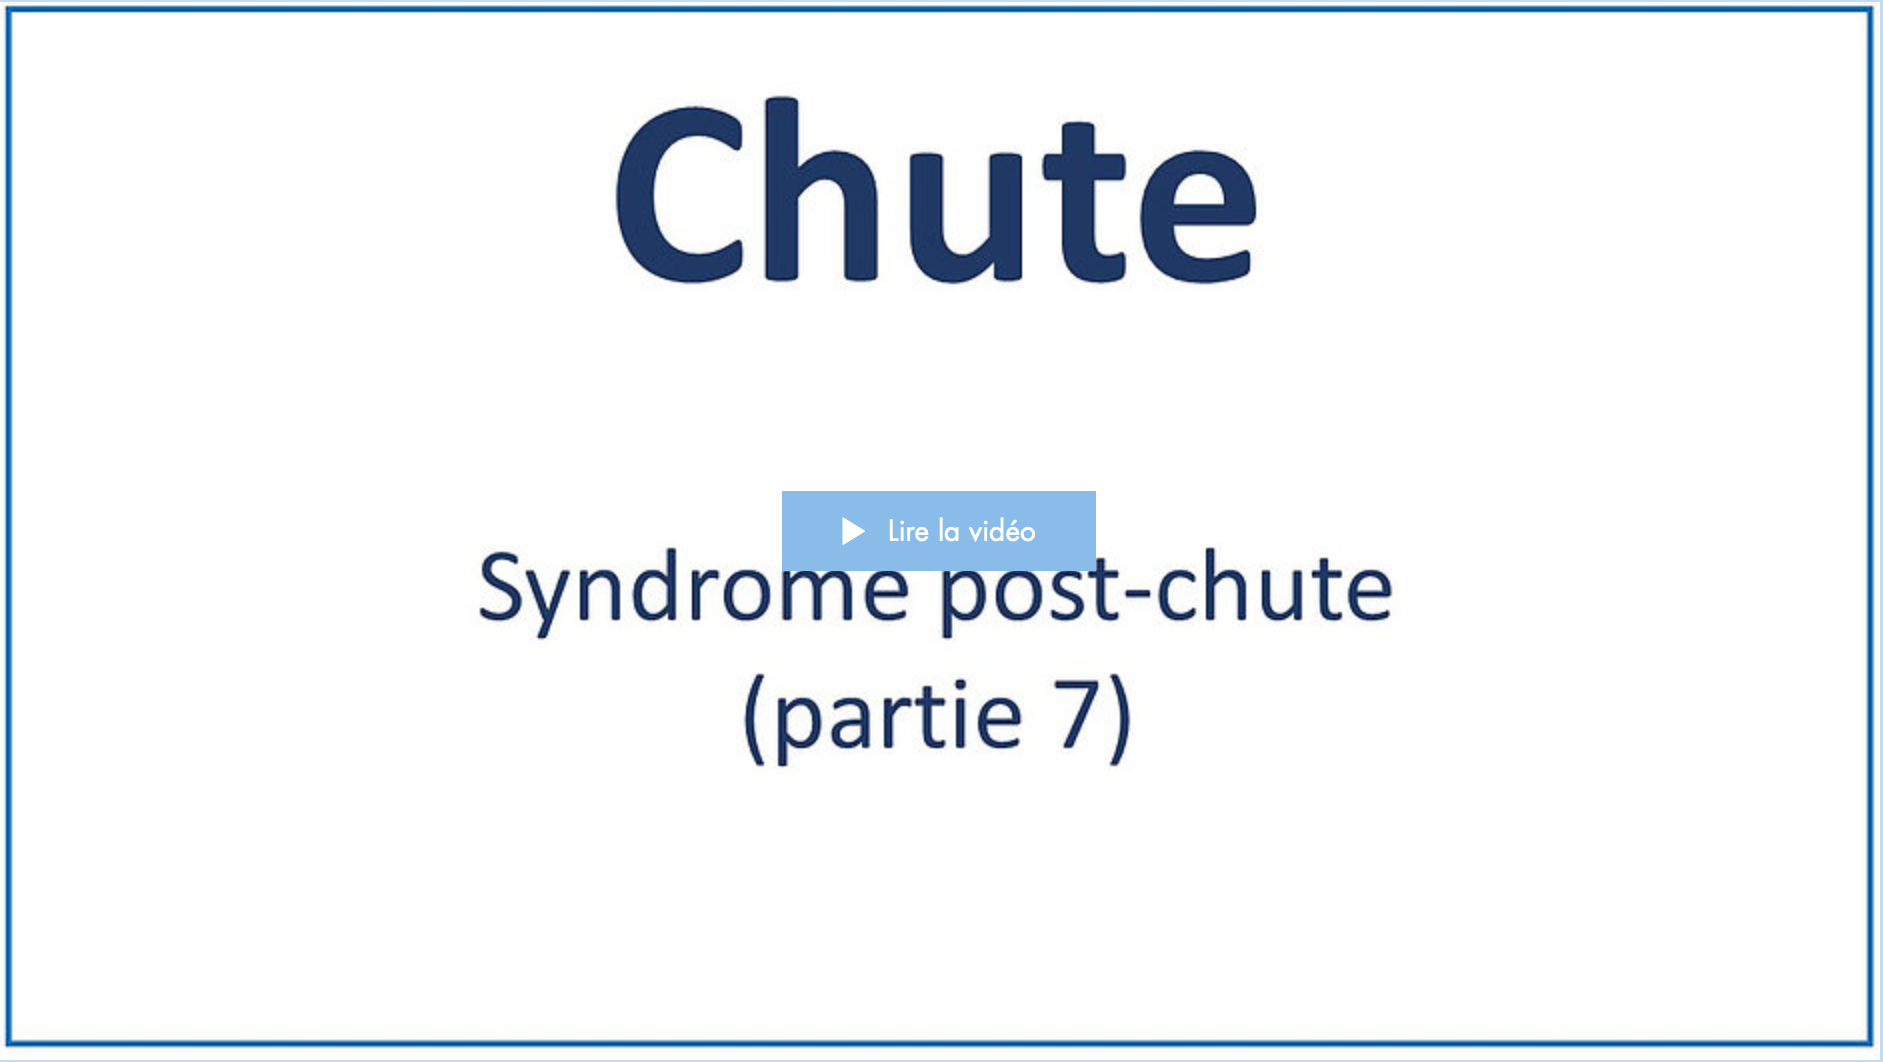 Chute
Lire la vidéo
Syndrome post-chute
(partie 7)